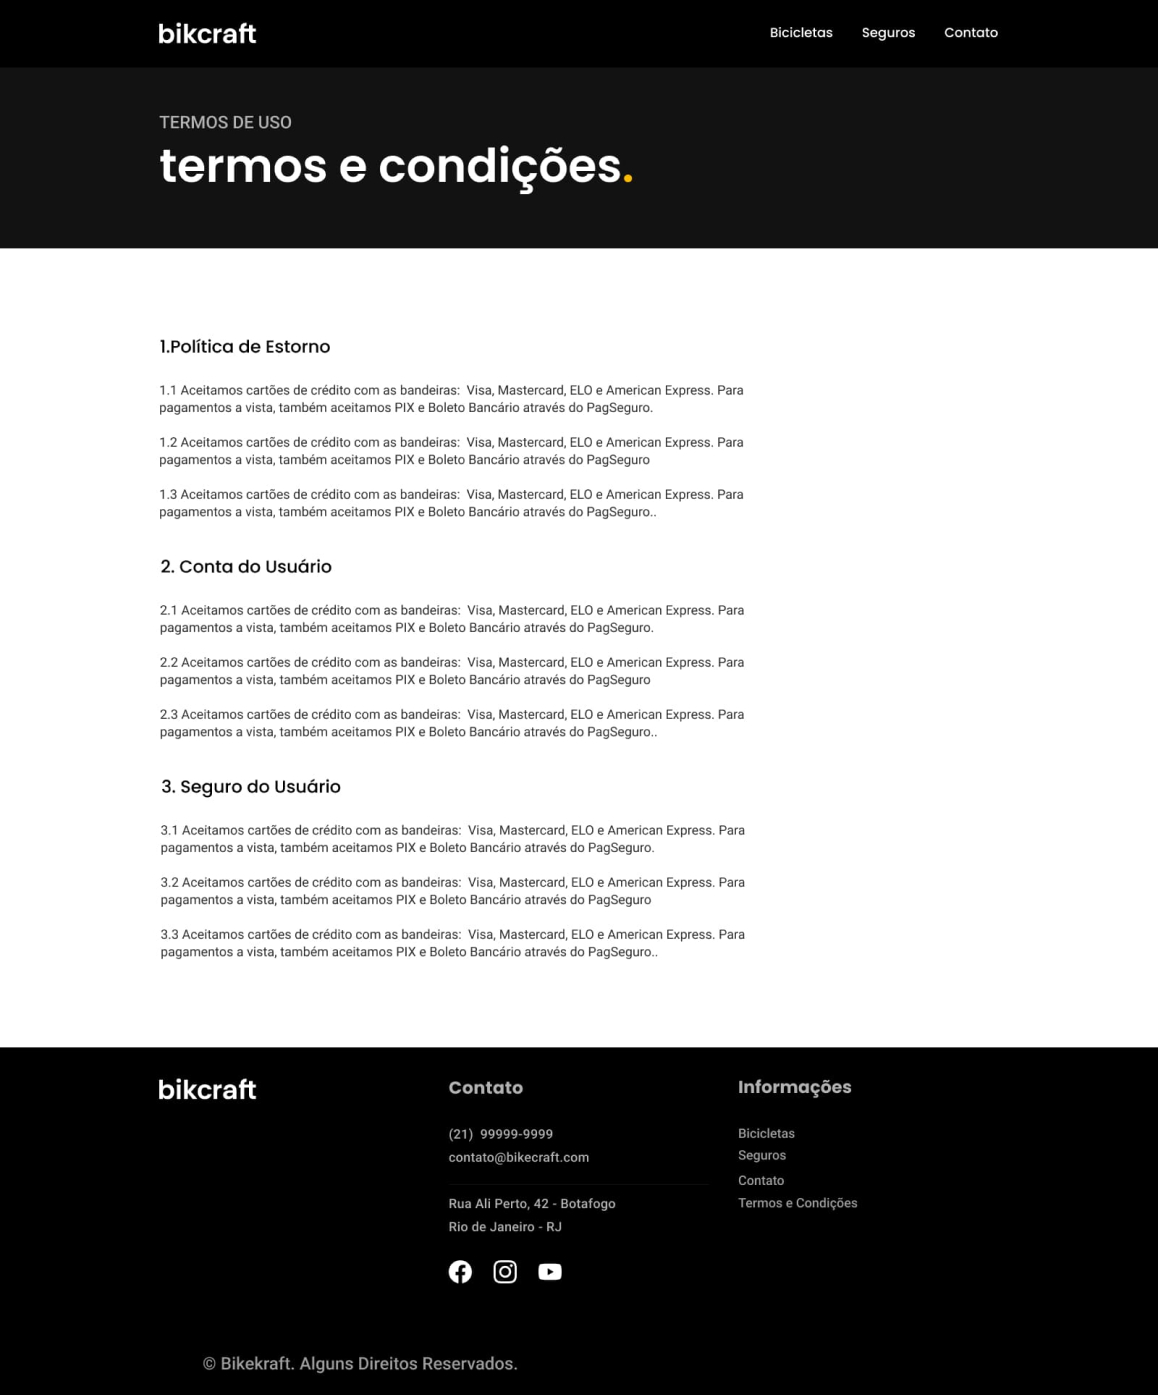 bikcraft
Bicicletas Seguros Contato
TERMOS DE USO
termos e condições.
1.Política de Estorno
1.1 Aceitamos cartões de crédito com as bandeiras:  Visa, Mastercard, ELO e American Express. Para
pagamentos a vista, também aceitamos PIX e Boleto Bancário através do PagSeguro.
1.2 Aceitamos cartões de crédito com as bandeiras:  Visa, Mastercard, ELO e American Express. Para
pagamentos a vista, também aceitamos PIX e Boleto Bancário através do PagSeguro
1.3 Aceitamos cartões de crédito com as bandeiras:  Visa, Mastercard, ELO e American Express. Para
pagamentos a vista, também aceitamos PIX e Boleto Bancário através do PagSeguro..
2. Conta do Usuário
2.1 Aceitamos cartões de crédito com as bandeiras:  Visa, Mastercard, ELO e American Express. Para
pagamentos a vista, também aceitamos PIX e Boleto Bancário através do PagSeguro.
2.2 Aceitamos cartões de crédito com as bandeiras:  Visa, Mastercard, ELO e American Express. Para
pagamentos a vista, também aceitamos PIX e Boleto Bancário através do PagSeguro
2.3 Aceitamos cartões de crédito com as bandeiras:  Visa, Mastercard, ELO e American Express. Para
pagamentos a vista, também aceitamos PIX e Boleto Bancário através do PagSeguro..
3. Seguro do Usuário
3.1 Aceitamos cartões de crédito com as bandeiras:  Visa, Mastercard, ELO e American Express. Para
pagamentos a vista, também aceitamos PIX e Boleto Bancário através do PagSeguro.
3.2 Aceitamos cartões de crédito com as bandeiras:  Visa, Mastercard, ELO e American Express. Para
pagamentos a vista, também aceitamos PIX e Boleto Bancário através do PagSeguro
3.3 Aceitamos cartões de crédito com as bandeiras:  Visa, Mastercard, ELO e American Express. Para
pagamentos a vista, também aceitamos PIX e Boleto Bancário através do PagSeguro..
bikcraft
Contato
(21)  99999-9999
contato@bikecraft.com
Rua Ali Perto, 42 - Botafogo
Rio de Janeiro - RJ
Informações
Bicicletas
Seguros
Contato
Termos e Condições
© Bikekraft. Alguns Direitos Reservados.